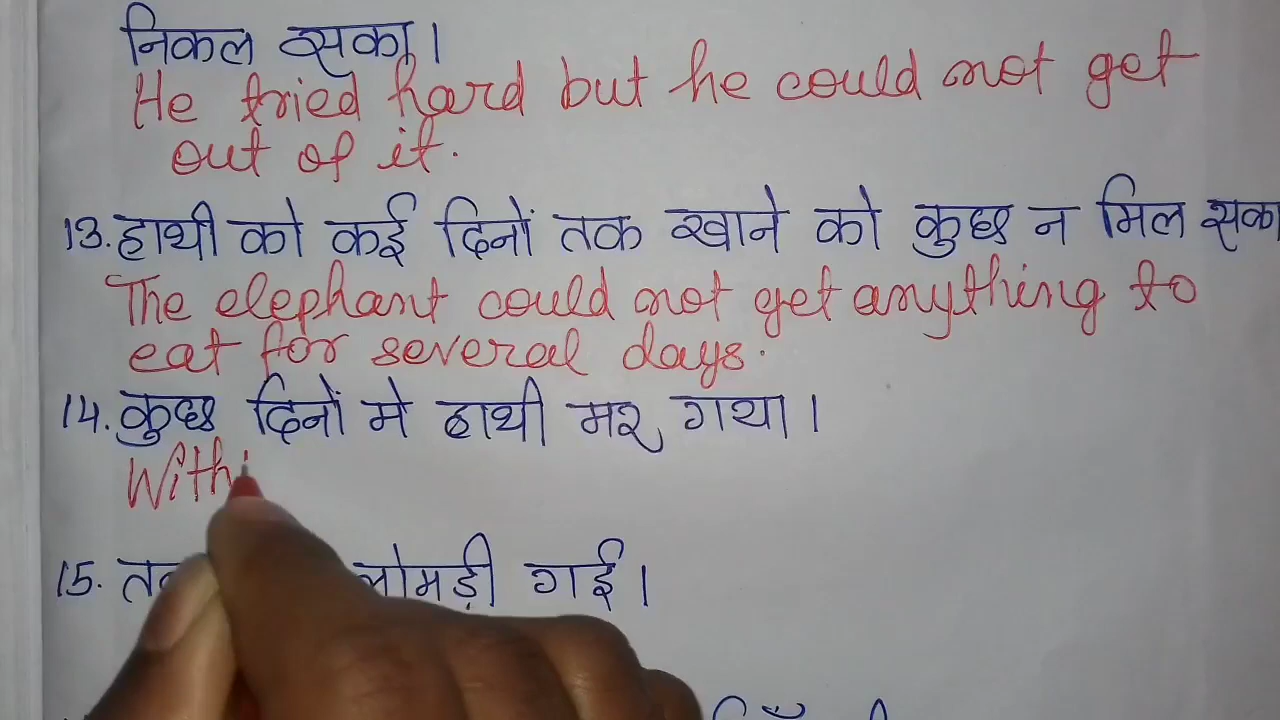 निकल सका।
He tried hard but he could not get
out of it.
13. हाथी को कई दिनों तक खाने को कुछ न मिल सका
The elephant could not get anything to
eat for several days.
14. कुछ दिनों मे हाथी मर गया।
Withi
15. लोमड़ी गई।